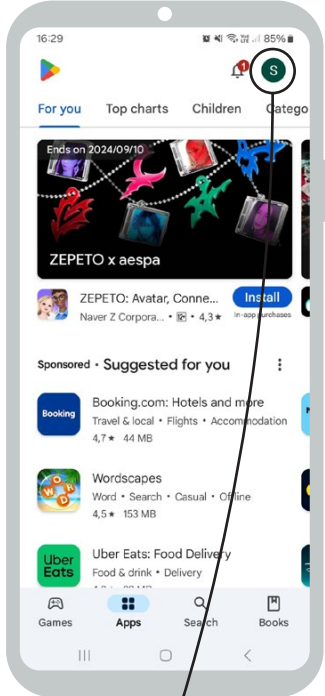 16:29 85%
1 S
For you Top charts Children Catego
Ends on 2024/09/10
ZEPETO x aespa
ZEPETO: Avatar, Conne... Install
Naver Z Corpora... • • 4,3★ In-app purchases
Sponsored • Suggested for you
Booking Booking.com: Hotels and more
Travel & local • Flights • Accommodation
4,7★ 44 MB
Wordscapes
Word • Search • Casual • Offline
4,5★ 153 MB
Uber Eats Uber Eats: Food Delivery
Food & drink • Delivery
Games Apps Search Books